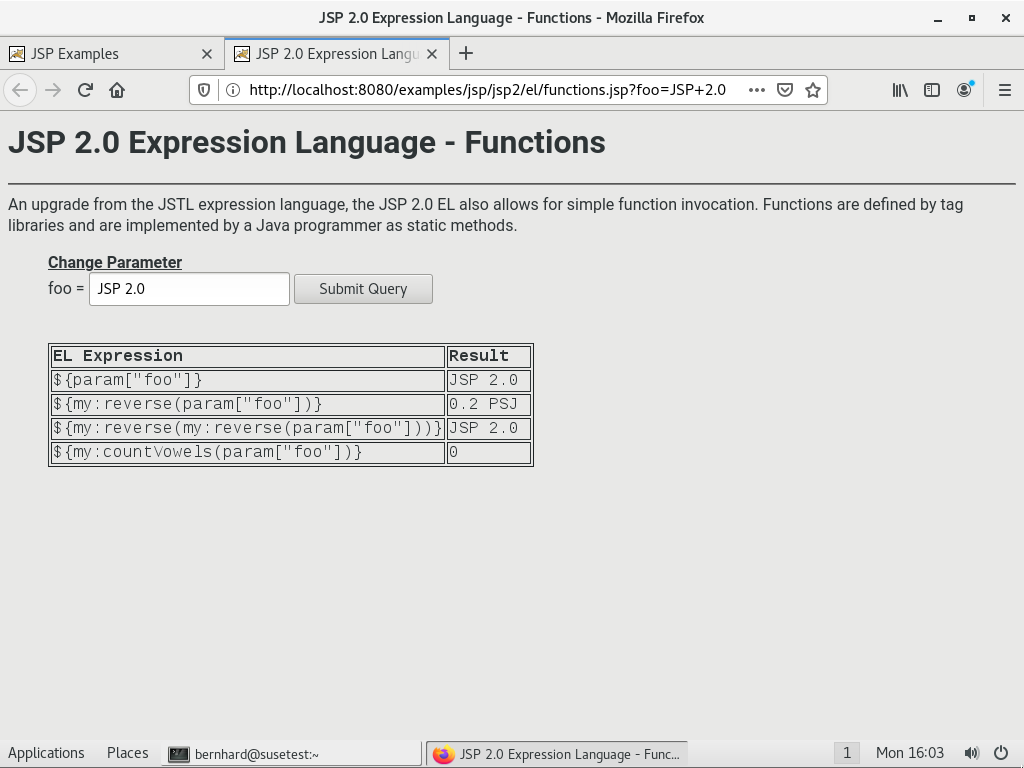 JSP 2.0 Expression Language - Functions - Mozilla Firefox
JSP Examples
JSP 2.0 Expression Langu
http://localhost:8080/examples/jsp/jsp2/el/functions.jsp?foo=JSP+2.0
JSP 2.0 Expression Language - Functions
An upgrade from the JSTL expression language, the JSP 2.0 EL also allows for simple function invocation. Functions are defined by tag
libraries and are implemented by a Java programmer as static methods.
Change Parameter
foo = JSP 2.0 Submit Query
EL Expression Result
${param["foo"]} JSP 2.0
${my:reverse(param["foo"])} 0.2 PSJ
${my:reverse(my:reverse(param["foo"]))} JSP 2.0
${my:countVowels(param["foo"])} 0
Applications Places bernhard@susetest:~ JSP 2.0 Expression Language - Func... 1 Mon 16:03